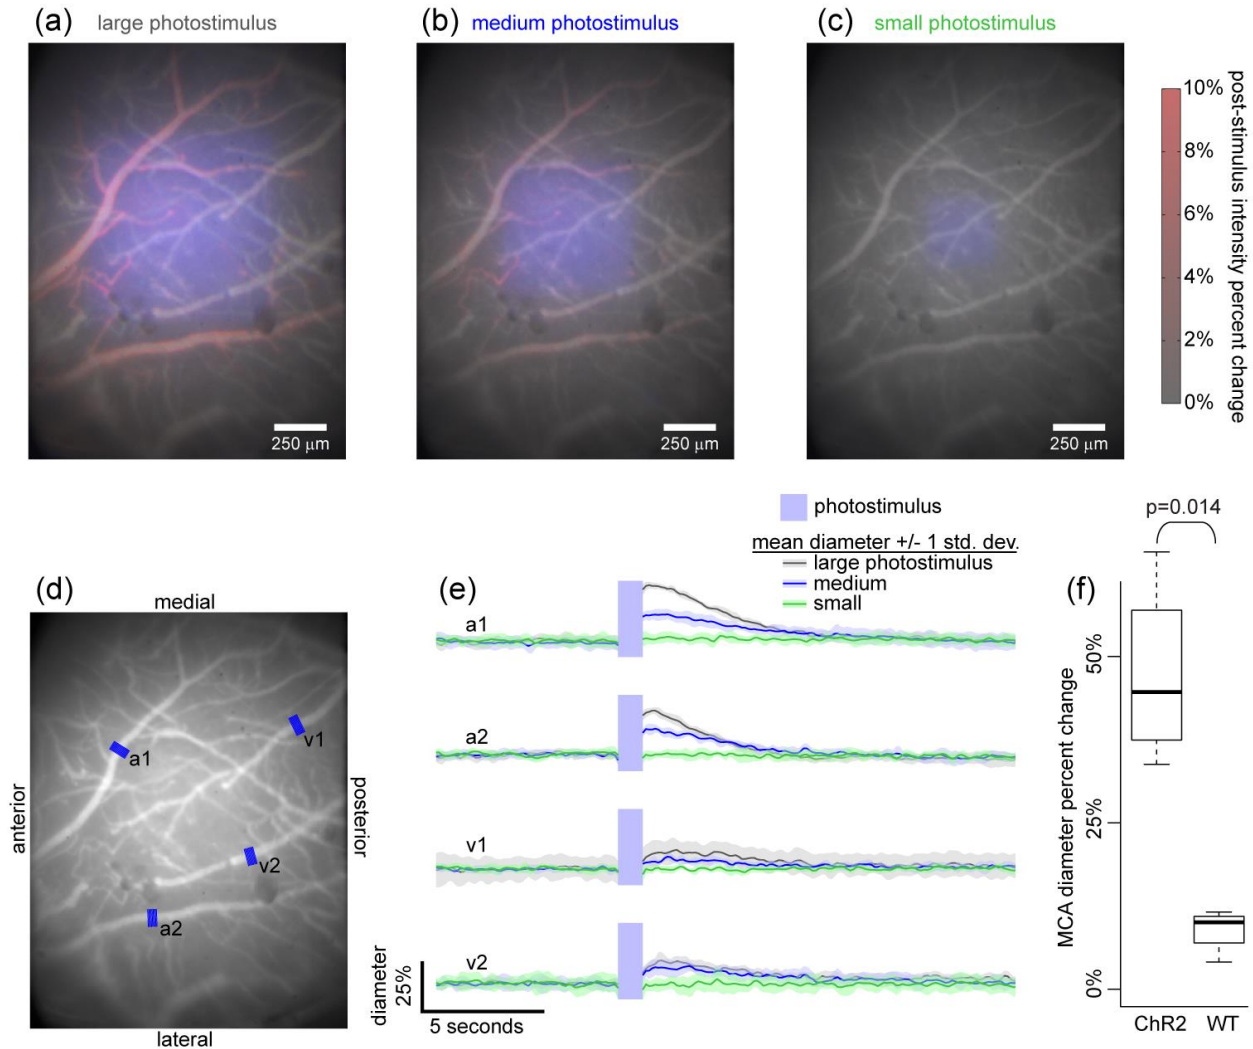 (a) large photostimulus
(b) medium photostimulus
(c) small photostimulus
250 µm
250 µm
250 µm
10%
8%
6%
4%
2%
0%
post-stimulus intensity percent change
(d)
medial
anterior
posterior
lateral
a1
v1
v2
a2
(e)
photostimulus
mean diameter +/- 1 std. dev.
large photostimulus
medium
small
a1
a2
v1
v2
diameter
25%
5 seconds
(f)
p=0.014
MCA diameter percent change
50%
25%
0%
ChR2 WT